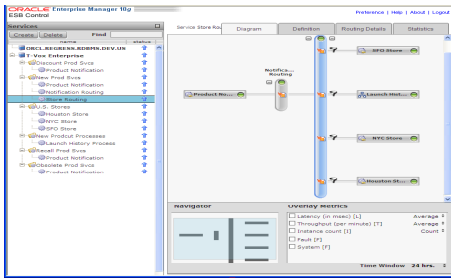 ORACLE Enterprise Manager 10g
ESB Control
Preference | Help | About | Logout
Services
Create Delete Find
name status
ORCL.REGRESS.RDBMS.DEV.US
T-Vox Enterprise
Discount Prod Svcs
Product Notification
New Prod Svcs
Product Notification
Notification Routing
Store Routing
U.S. Stores
Houston Store
NYC Store
SFO Store
New Prodcut Processes
Launch History Process
Recall Prod Svcs
Product Notification
Obsolete Prod Svcs
Product Notification
Service Store Rou
Diagram
Definition
Routing Details
Statistics
SFO Store
Notifica...
Routing
Product No...
Launch Hist...
NYC Store
Houston St...
Navigator
Overlay Metrics
Latency (in msec) [L] Average
Throughput (per minute) [T] Average
Instance count [I] Count
Fault [F]
System [F]
Time Window 24 hrs.